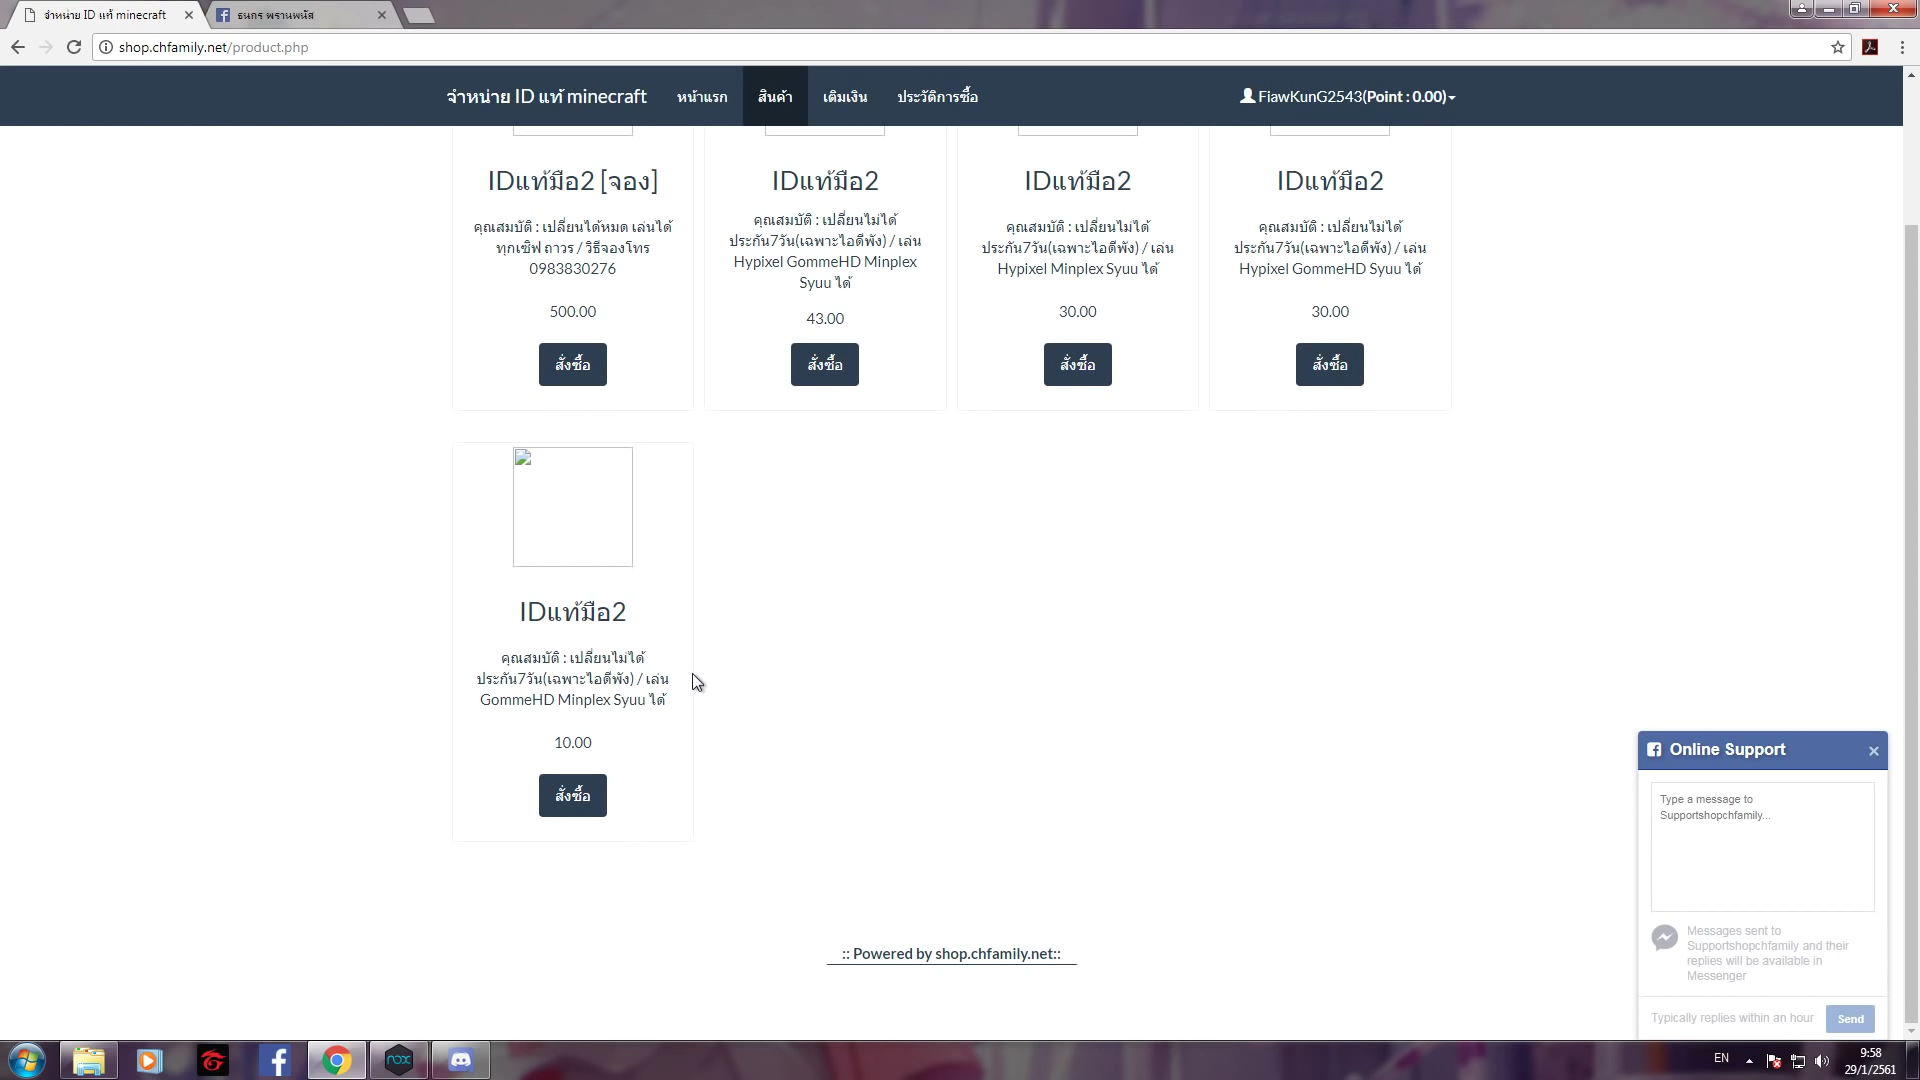 จำหน่าย ID แท้ minecraft
ธนกร พรานพนัส
shop.chfamily.net/product.php
จำหน่าย ID แท้ minecraft
หน้าแรก
สินค้า
เติมเงิน
ประวัติการซื้อ
FiawKunG2543(Point : 0.00)
IDแท้มือ2 [จอง]
คุณสมบัติ : เปลี่ยนได้หมด เล่นได้
ทุกเซิฟ ถาวร / วิธีจองโทร
0983830276
500.00
สั่งซื้อ
IDแท้มือ2
คุณสมบัติ : เปลี่ยนไม่ได้
ประกัน7วัน(เฉพาะไอดีพัง) / เล่น
Hypixel GommeHD Minplex
Syuu ได้
43.00
สั่งซื้อ
IDแท้มือ2
คุณสมบัติ : เปลี่ยนไม่ได้
ประกัน7วัน(เฉพาะไอดีพัง) / เล่น
Hypixel Minplex Syuu ได้
30.00
สั่งซื้อ
IDแท้มือ2
คุณสมบัติ : เปลี่ยนไม่ได้
ประกัน7วัน(เฉพาะไอดีพัง) / เล่น
Hypixel GommeHD Syuu ได้
30.00
สั่งซื้อ
IDแท้มือ2
คุณสมบัติ : เปลี่ยนไม่ได้
ประกัน7วัน(เฉพาะไอดีพัง) / เล่น
GommeHD Minplex Syuu ได้
10.00
สั่งซื้อ
:: Powered by shop.chfamily.net::
Online Support
Type a message to
Supportshopchfamily...
Messages sent to
Supportshopchfamily and their
replies will be available in
Messenger
Typically replies within an hour
Send
nox
EN
9:58
29/1/2561